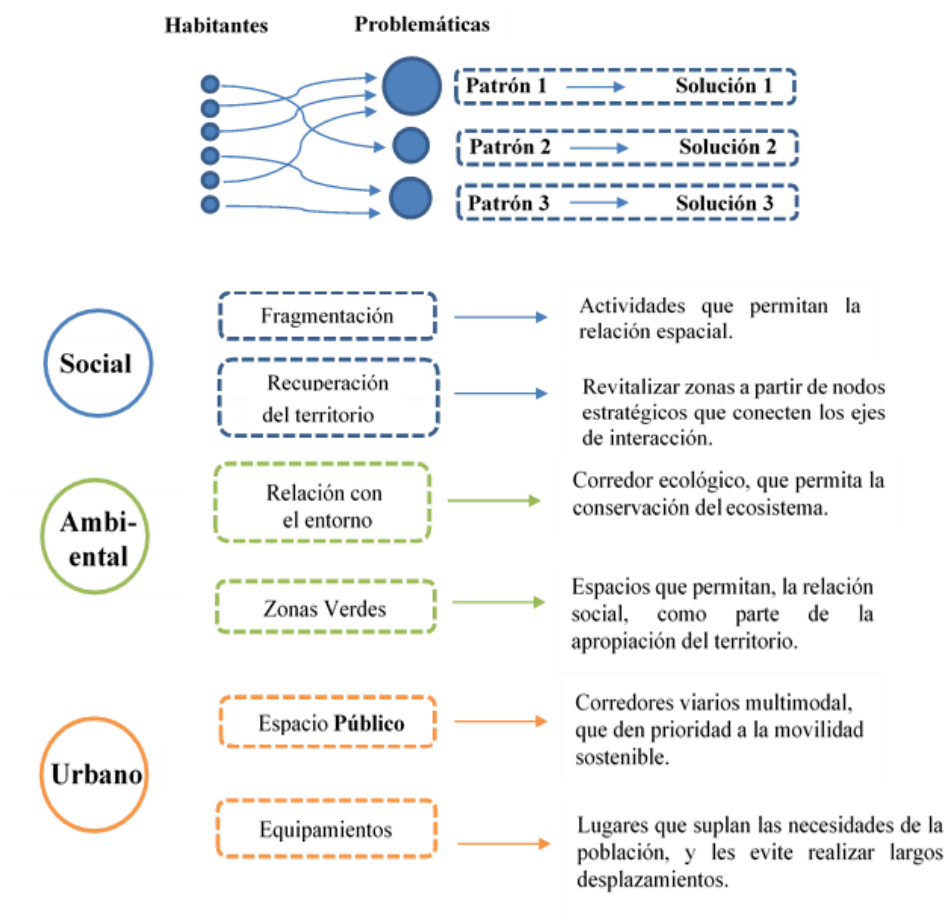 Habitantes
Problemáticas
Patrón 1
Solución 1
Patrón 2
Solución 2
Patrón 3
Solución 3
Social
Fragmentación
Actividades que permitan la
relación espacial.
Recuperación
del territorio
Revitalizar zonas a partir de nodos
estratégicos que conecten los ejes
de interacción.
Ambi-
ental
Relación con
el entorno
Corredor ecológico, que permita la
conservación del ecosistema.
Zonas Verdes
Espacios que permitan, la relación
social, como parte de la
apropiación del territorio.
Urbano
Espacio Público
Corredores viarios multimodal,
que den prioridad a la movilidad
sostenible.
Equipamientos
Lugares que suplan las necesidades de la
población, y les evite realizar largos
desplazamientos.